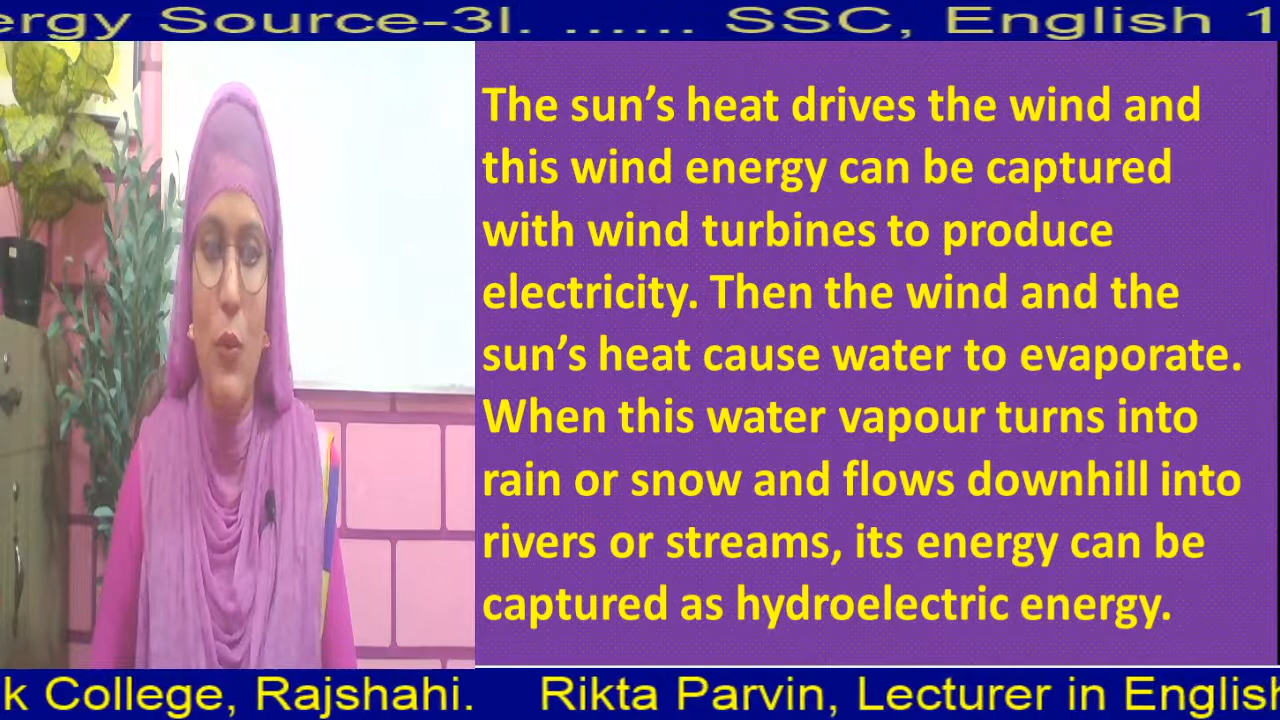 ergy Source-3l. ...... SSC, English 1
The sun's heat drives the wind and
this wind energy can be captured
with wind turbines to produce
electricity. Then the wind and the
sun's heat cause water to evaporate.
When this water vapour turns into
rain or snow and flows downhill into
rivers or streams, its energy can be
captured as hydroelectric energy.
k College, Rajshahi. Rikta Parvin, Lecturer in English